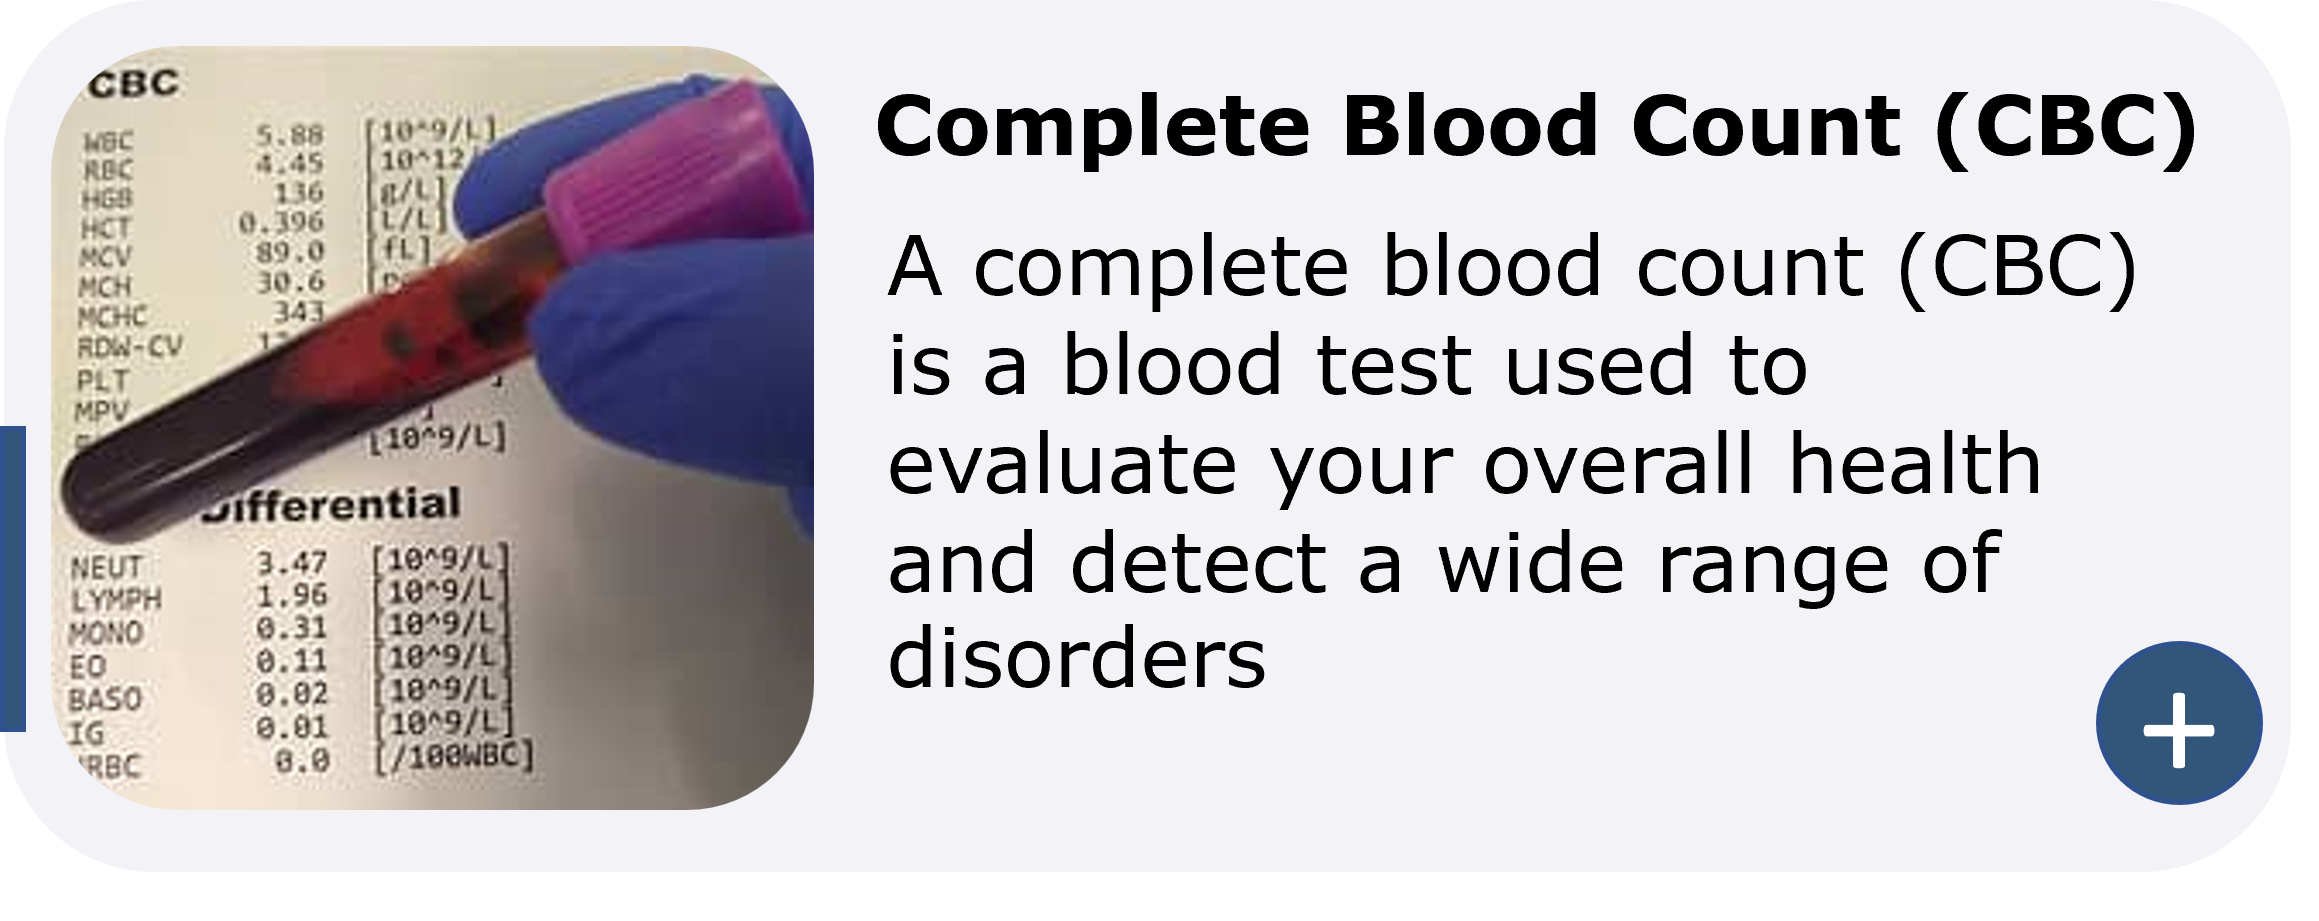 CBC
WBC 5.88 [10^9/L]
RBC 4.45 [10^12/
HGB 136 [g/L]
HCT 0.396 [L/L]
MCV 89.0 [fL]
MCH 30.6
MCHC 343
RDW-CV
PLT
MPV
[10^9/L]
Differential
NEUT 3.47 [10^9/L]
LYMPH 1.96 [10^9/L]
MONO 0.31 [10^9/L]
EO 0.11 [10^9/L]
BASO 0.02 [10^9/L]
IG 0.01 [10^9/L]
RBC 0.0 [/100WBC]
Complete Blood Count (CBC)
A complete blood count (CBC)
is a blood test used to
evaluate your overall health
and detect a wide range of
disorders
+